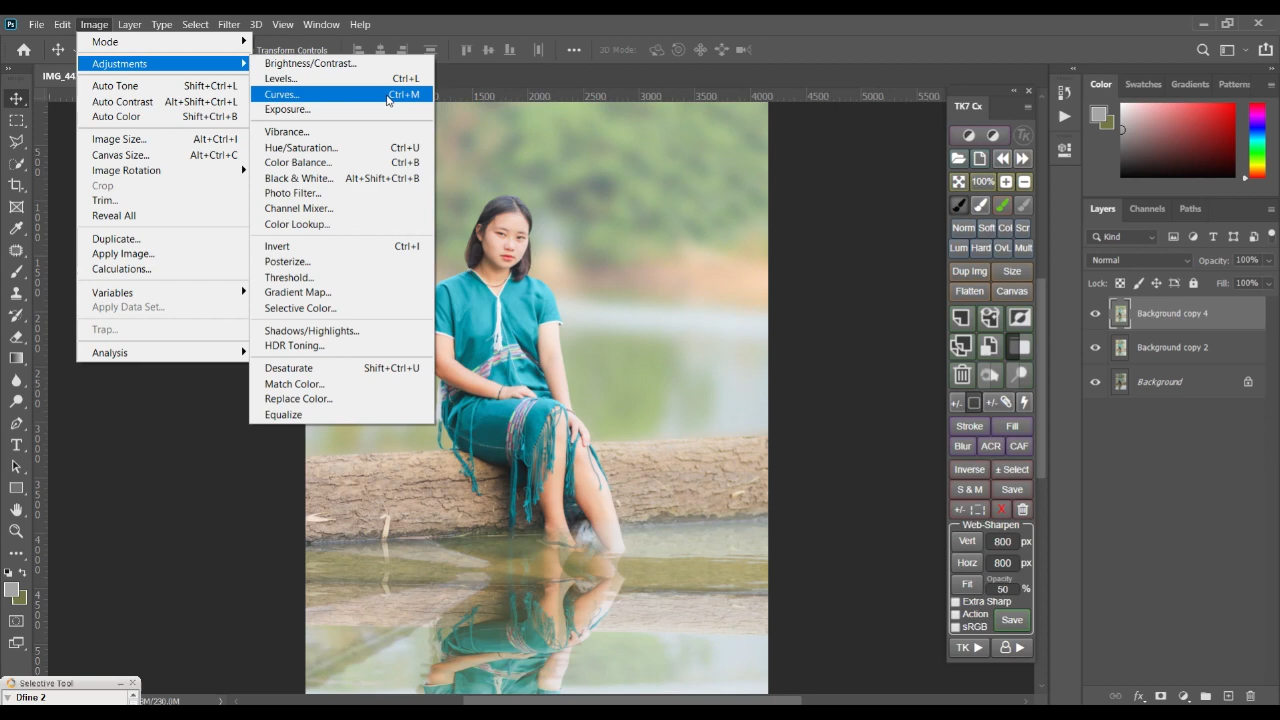 Ps File Edit Image Layer Type Select Filter 3D View Window Help
Transform Controls 3D Mode:
Mode
Adjustments
Auto Tone Shift+Ctrl+L
Auto Contrast Alt+Shift+Ctrl+L
Auto Color Shift+Ctrl+B
Image Size... Alt+Ctrl+I
Canvas Size... Alt+Ctrl+C
Image Rotation
Crop
Trim...
Reveal All
Duplicate...
Apply Image...
Calculations...
Variables
Apply Data Set...
Trap...
Analysis
Brightness/Contrast...
Levels... Ctrl+L
Curves... Ctrl+M
Exposure...
Vibrance...
Hue/Saturation... Ctrl+U
Color Balance... Ctrl+B
Black & White... Alt+Shift+Ctrl+B
Photo Filter...
Channel Mixer...
Color Lookup...
Invert Ctrl+I
Posterize...
Threshold...
Gradient Map...
Selective Color...
Shadows/Highlights...
HDR Toning...
Desaturate Shift+Ctrl+U
Match Color...
Replace Color...
Equalize
1500 2000 2500 3000 3500 4000 4500 5000 5500
TK7 Cx
TK
100%
Norm Soft Col Scr
Lum Hard OvL Mult
Dup Img Size
Flatten Canvas
+/- +/-
Stroke Fill
Blur ACR CAF
Inverse ± Select
S & M Save
+/- X
Web-Sharpen
Vert 800 px
Horz 800 px
Fit Opacity 50 %
Extra Sharp
Action
sRGB Save
TK
Color Swatches Gradients Patterns
Layers Channels Paths
Kind
Normal Opacity: 100%
Lock: Fill: 100%
Background copy 4
Background copy 2
Background
Selective Tool
Dfine 2
M/230.0M